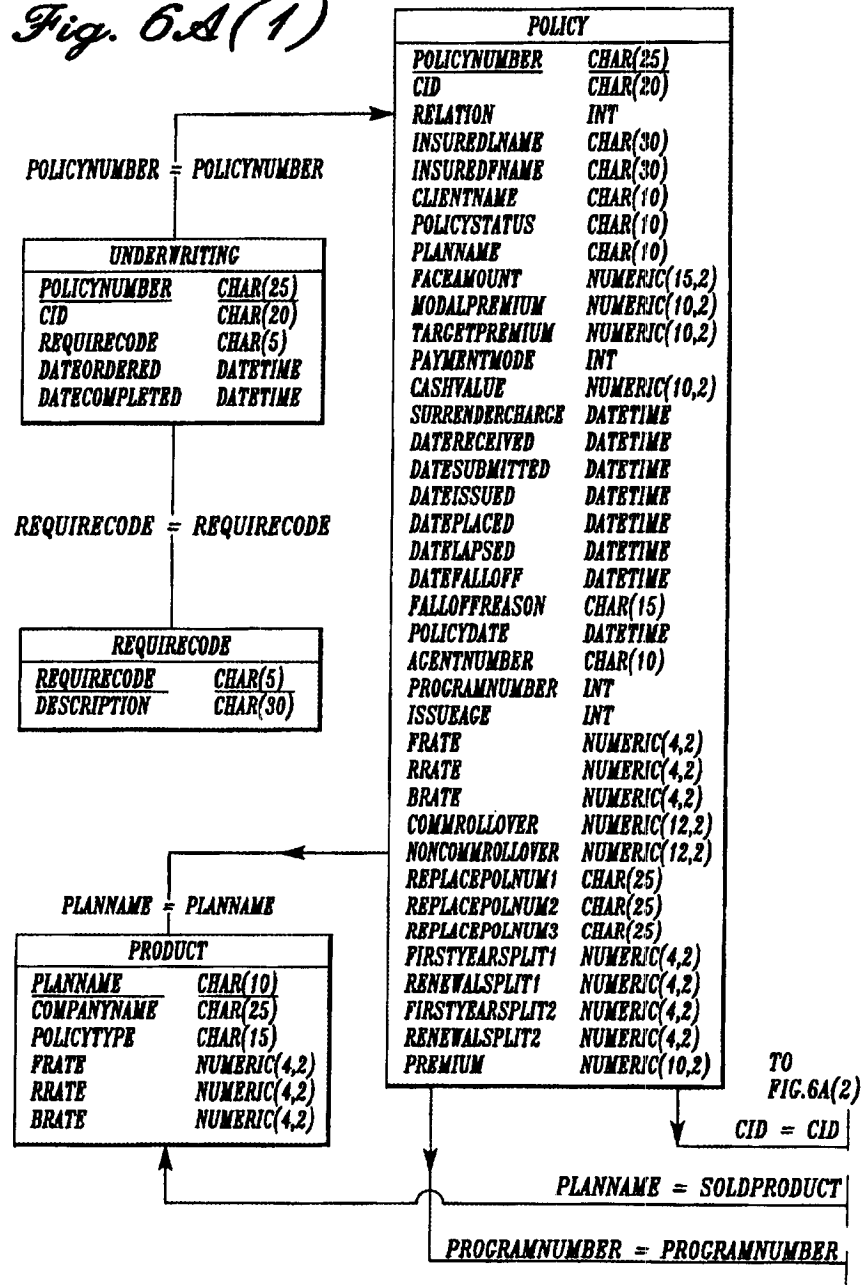 Fig. 6A(1)
POLICY
POLICYNUMBER CHAR(25)
CID CHAR(20)
RELATION INT
INSUREDLNAME CHAR(30)
INSUREDFNAME CHAR(30)
CLIENTNAME CHAR(10)
POLICYSTATUS CHAR(10)
PLANNAME CHAR(10)
FACEAMOUNT NUMERIC(15,2)
MODALPREMIUM NUMERIC(10,2)
TARGETPREMIUM NUMERIC(10,2)
PAYMENTMODE INT
CASHVALUE NUMERIC(10,2)
SURRENDERCHARGE DATETIME
DATERECEIVED DATETIME
DATESUBMITTED DATETIME
DATEISSUED DATETIME
DATEPLACED DATETIME
DATELAPSED DATETIME
DATEFALLOFF DATETIME
FALLOFFREASON CHAR(15)
POLICYDATE DATETIME
AGENTNUMBER CHAR(10)
PROGRAMNUMBER INT
ISSUEAGE INT
FRATE NUMERIC(4,2)
RRATE NUMERIC(4,2)
BRATE NUMERIC(4,2)
COMMROLLOVER NUMERIC(12,2)
NONCOMMROLLOVER NUMERIC(12,2)
REPLACEPOLNUM1 CHAR(25)
REPLACEPOLNUM2 CHAR(25)
REPLACEPOLNUM3 CHAR(25)
FIRSTYEARSPLIT1 NUMERIC(4,2)
RENEWALSPLIT1 NUMERIC(4,2)
FIRSTYEARSPLIT2 NUMERIC(4,2)
RENEWALSPLIT2 NUMERIC(4,2)
PREMIUM NUMERIC(10,2)
POLICYNUMBER = POLICYNUMBER
UNDERWRITING
POLICYNUMBER CHAR(25)
CID CHAR(20)
REQUIRECODE CHAR(5)
DATEORDERED DATETIME
DATECOMPLETED DATETIME
REQUIRECODE = REQUIRECODE
REQUIRECODE
REQUIRECODE CHAR(5)
DESCRIPTION CHAR(30)
PLANNAME = PLANNAME
PRODUCT
PLANNAME CHAR(10)
COMPANYNAME CHAR(25)
POLICYTYPE CHAR(15)
FRATE NUMERIC(4,2)
RRATE NUMERIC(4,2)
BRATE NUMERIC(4,2)
TO
FIG.6A(2)
CID = CID
PLANNAME = SOLDPRODUCT
PROGRAMNUMBER = PROGRAMNUMBER